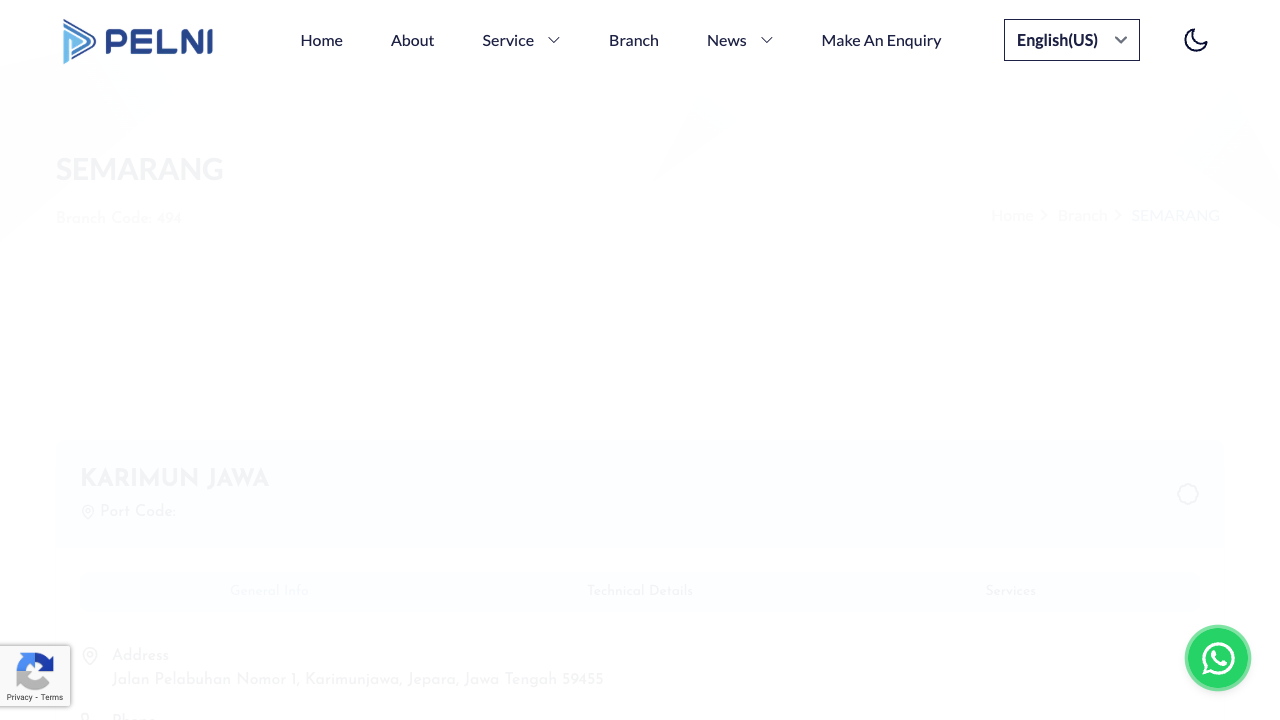 PELNI
Home
About
Service
Branch
News
Make An Enquiry
English(US)
SEMARANG
Branch Code: 494
Home
Branch
SEMARANG
KARIMUN JAWA
Port Code:
General Info
Technical Details
Services
Address
Jalan Pelabuhan Nomor 1, Karimunjawa, Jepara, Jawa Tengah 59455
Phone
Privacy - Terms